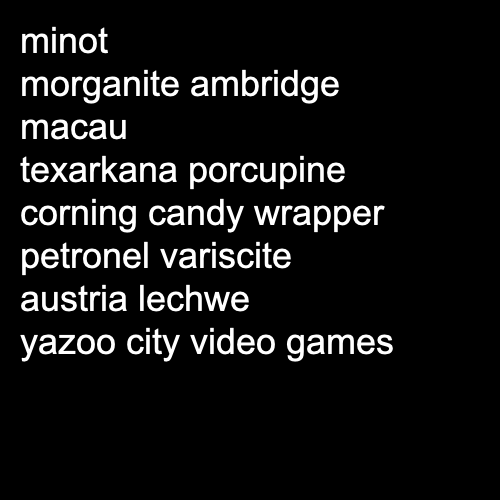 minot
morganite ambridge
macau
texarkana porcupine
corning candy wrapper
petronel variscite
austria lechwe
yazoo city video games